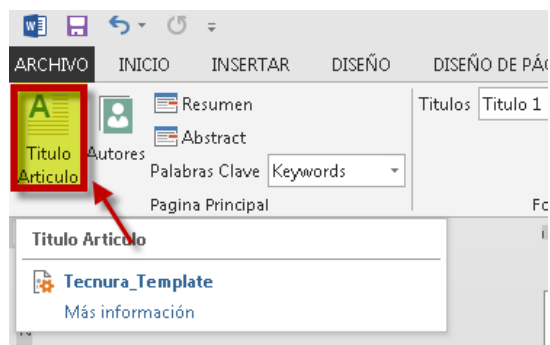 ARCHIVO INICIO INSERTAR DISEÑO DISEÑO DE PÁG
Titulo Articulo
Autores
Resumen
Abstract
Palabras Clave Keywords
Pagina Principal
Titulos Titulo 1
Fo
Titulo Articulo
Tecnura_Template
Más información